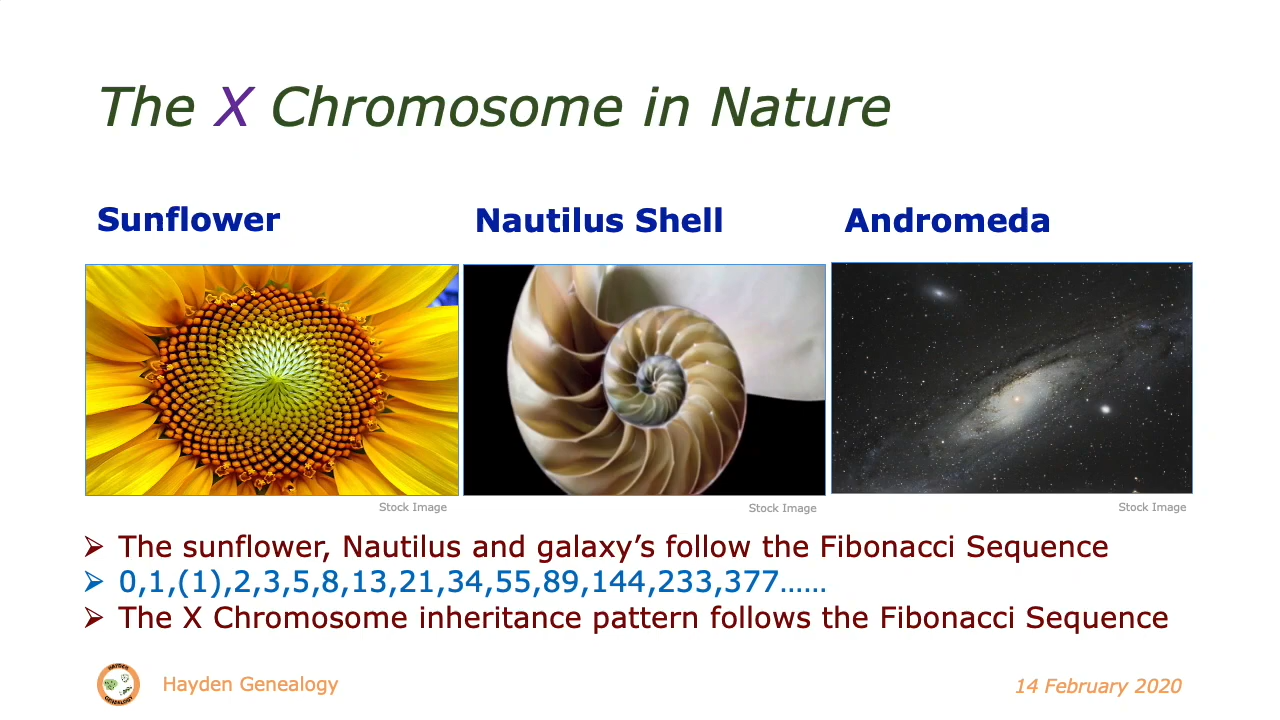 The X Chromosome in Nature
Sunflower
Nautilus Shell
Andromeda
Stock Image
Stock Image
Stock Image
The sunflower, Nautilus and galaxy’s follow the Fibonacci Sequence
0,1,(1),2,3,5,8,13,21,34,55,89,144,233,377......
The X Chromosome inheritance pattern follows the Fibonacci Sequence
HAYDEN
GENEALOGY
Hayden Genealogy
14 February 2020